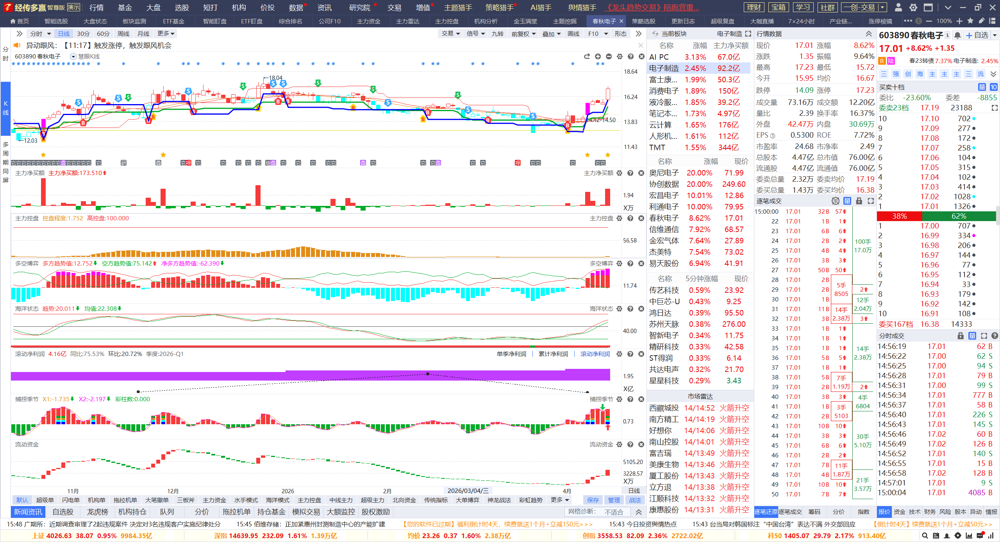 经传多赢 智尊版 演示 行情 基金 大盘 选股 短打 机构 价投 数据 资讯 研究院 交易 增值 主题猎手 策略猎手 AI猎手 舆情猎手 《龙头趋势交易》陪跑营重... 理财 宝箱 学习 社群 一创-交易
首页 智能选股 大盘状态 板块监测 ETF基金 智能盯盘 ETF盯盘 综合排名 公司F10 主力资金 主力雷达 主力控盘 机构分析 金玉满堂 主题挖掘 春秋电子 策略选股 更新日志 超级复盘 大咖直播 7×24小时 产业链... 涨停棱镜 100%
分时 日线 30分 60分 周线 月线 更多 交易 信号 九转 前复权 叠加 画线 F10 形态
异动跟风：【11:17】触发涨停，触发跟风机会
603890 春秋电子 慧眼K线
分时
K线
多周期同屏
18.64
16.24
13.83
11.43
←18.04
←12.03
14.42-14.50
主力净买额 主力净买额:173.510 主力净买额
1.94
X万
主力控盘 控盘程度:1.752 高控盘:100.000 主力控盘
56.58
多空博弈 多方趋势值:12.752 空方趋势值:75.142 净多方趋势值:-62.390 多空博弈
11.74
海洋状态 趋势:20.011 均值:22.308 海洋状态
40.00
滚动净利润 4.16亿 同比:75.53% 环比:20.72% 季度:2026-Q1 单季净利润 累计净利润 滚动净利润
1.95
X亿
捕捞季节 X1:-1.735 X2:-2.197 彩柱数:0.000 捕捞季节
0.73
流动资金 流动资金
5105.20
3228.57
X万
11月 12月 2026 2月 2026/03/04/三 4月 日线
默认 超级单 闪电单 机构单 拖拉机单 大笔撤单 三板斧 主力资金 水手模式 海洋模式 主力控盘 中线主力 超级主力 北向资金 传统指标 大单博弈 神龙战法 彩虹趋势 更多 保存 管理 战法
新闻资讯 自选股 龙虎榜 机构持仓 队列 分价 拖拉机单 持仓基金 模拟交易 大额监控 股权激励 网格诊断: 不适合
当前板块 电子制造
名称 涨幅 主力净买额
AI PC 3.13% 67.0亿
电子制造 2.45% 92.2亿
富士康... 1.99% 50.3亿
消费电子 1.89% 150亿
液冷服... 1.85% 39.2亿
笔记本... 1.73% 4.97亿
云计算 1.65% 176亿
人形机... 1.61% 112亿
TMT 1.55% 344亿
名称 涨幅 现价
奥尼电子 20.00% 71.99
协创数据 20.00% 249.60
宏昌电子 10.01% 12.86
利通电子 10.00% 79.95
春秋电子 8.62% 17.01
信维通信 7.92% 68.57
金宏气体 7.64% 27.89
杰美特 7.54% 73.02
易天股份 6.94% 41.91
名称 5分钟涨幅 现价
传艺科技 0.59% 23.92
中巨芯-U 0.43% 9.25
鸿日达 0.39% 95.50
苏州天脉 0.38% 276.00
智新电子 0.34% 11.75
精研科技 0.33% 42.58
ST得润 0.33% 6.14
共达电声 0.32% 21.70
星星科技 0.29% 3.43
市场雷达
西藏城投 14/14:52 火箭升空
南方精工 14/14:19 火箭升空
好想你 14/14:06 火箭升空
南山控股 14/14:01 火箭升空
富吉瑞 14/13:49 火箭升空
美康生物 14/13:46 火箭升空
厦工股份 14/13:43 火箭升空
立方退 14/13:38 火箭升空
江顺科技 14/13:32 火箭升空
康惠股份 14/13:31 火箭升空
行情数据
现价 17.01 涨幅 8.62%
涨跌 1.35 振幅 9.64%
最高 17.23 最低 15.72
今开 15.95 均价 16.67
跌停 14.09 涨停 17.23
成交量 73.16万 成交额 12.20亿
量比 2.39 换手率 16.37%
外盘 42.47万 内盘 30.69万
EPS③ 0.5300 ROE 7.72%
市盈率 24.68 市净率 2.49
总股本 4.47亿 总市值 76.00亿
流通股 4.47亿 流通值 76.00亿
委卖总量 2.32万 委卖均价 17.19
委买总量 1.43万 委买均价 16.38
逐笔成交 单 量
15:00:00 17.01 32 B 57
22 17.01 1 B 1
23 17.01 6 B 6
24 17.01 2 B 2 100手
25 17.01 4 B 4 17.0万
26 17.01 3 B 3
27 17.01 50 B 50
28 17.01 2 B 5手
29 17.01 2 B 8505 2
30 17.01 1 B 12手
31 17.01 11 B 14手 2.04万
32 17.01 3 B 2.38万 3
33 17.01 1 B 1
34 17.01 1 B 1
35 17.01 1 B 1 14手
36 17.01 5 B 5 2.38万
37 17.01 1 B 1
38 17.01 5 B 7手
39 17.01 2 B 1.19万 2
40 17.01 3 B 3 4手
41 17.01 1 B 3手 6804
42 17.01 2 B 5103
43 17.01 10 B 10
44 17.01 3 B 3 30手
45 17.01 6 B 6 5.10万
46 17.01 2 B 2
47 17.01 7 B 11手
48 17.01 4 B 1.87万 21手
49 17.01 10 B 10 3.57万
50 17.01 7 B 7
逐笔还原 逐笔成交 筹码 分价 指数
603890 春秋电子 自选
17.01 +8.62% +1.35
R 陆 春23转债 7.37% 电子制造: 2.45%
三 强 创 海 主 主 主 三 流
买卖十档 量 10
委比 -23.60% 委差 -8855
委卖23档 17.19 23188
10 17.10 702
9 17.09 277
8 17.08 172
7 17.07 258
6 17.06 104
5 17.05 315
4 17.04 102
3 17.03 414
2 17.02 1028
1 17.01 1326
38% 62%
1 17.00 707
2 16.99 334
3 16.98 206
4 16.97 144
5 16.96 77
6 16.95 112
7 16.94 33
8 16.93 179
9 16.92 142
10 16.91 108
委买167档 16.38 14333
分时成交 量
14:56:19 17.01 62 B
14:56:22 17.00 62 S
14:56:25 17.00 94 S
14:56:28 17.01 79 B
14:56:31 17.00 99 S
14:56:34 17.01 777 B
14:56:37 17.01 58 B
14:56:40 17.01 226 S
14:56:43 17.01 145 S
14:56:46 17.02 60 B
14:56:49 17.02 126 B
14:56:52 17.01 140 S
14:56:55 17.01 15 B
14:56:58 17.02 128 B
14:57:01 17.01 9 S
15:00:04 17.01 4085 B
报价 资金 技术 财务 风险 股本 异动 情报
15:48 广期所：近期调查审理了2起违规案件 决定对3名违规客户实施纪律处分 15:45 佰维存储：正加紧惠州封测制造中心的产能扩建 【您的软件已过期】福利倒计时4天，续费就送1个月+立减150元>>> 15:43 今日投资舆情热点 15:43 台当局对韩国标注“中国台湾”表达不满 外交部回应 【倒计时4天】续费就送1个月+立减50元>>
上证 4026.63 38.07 0.95% 9984.35亿 深指 14639.95 232.09 1.61% 1.39万亿 均价 23.26 0.37 1.60% 2.38万亿 创指 3558.53 82.09 2.36% 2722.02亿 科50 1405.07 29.79 2.17% 913.40亿